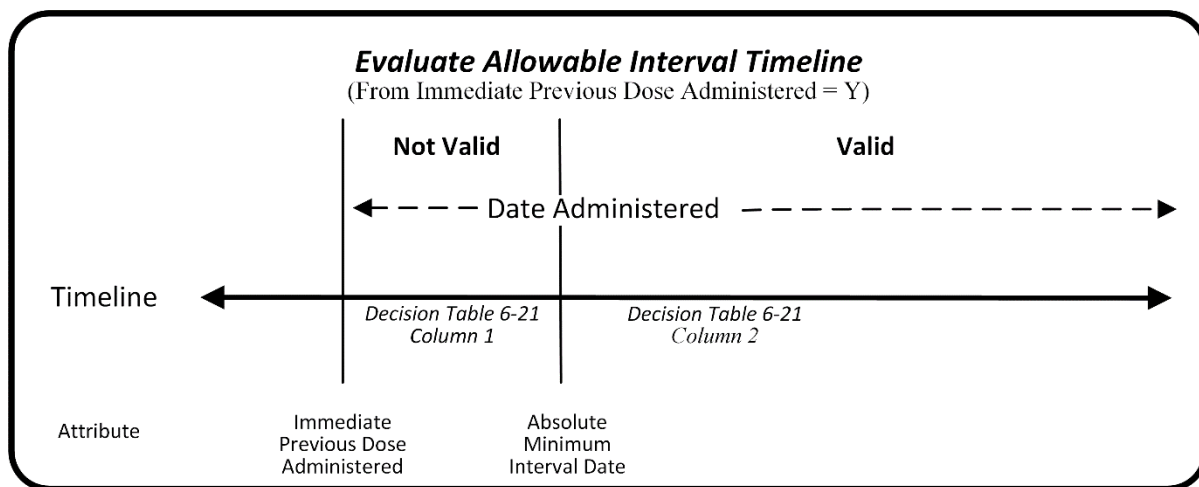 Evaluate Allowable Interval Timeline
(From Immediate Previous Dose Administered = Y)
Not Valid
Valid
Date Administered
Timeline
Decision Table 6-21
Column 1
Decision Table 6-21
Column 2
Attribute
Immediate
Previous Dose
Administered
Absolute
Minimum
Interval Date